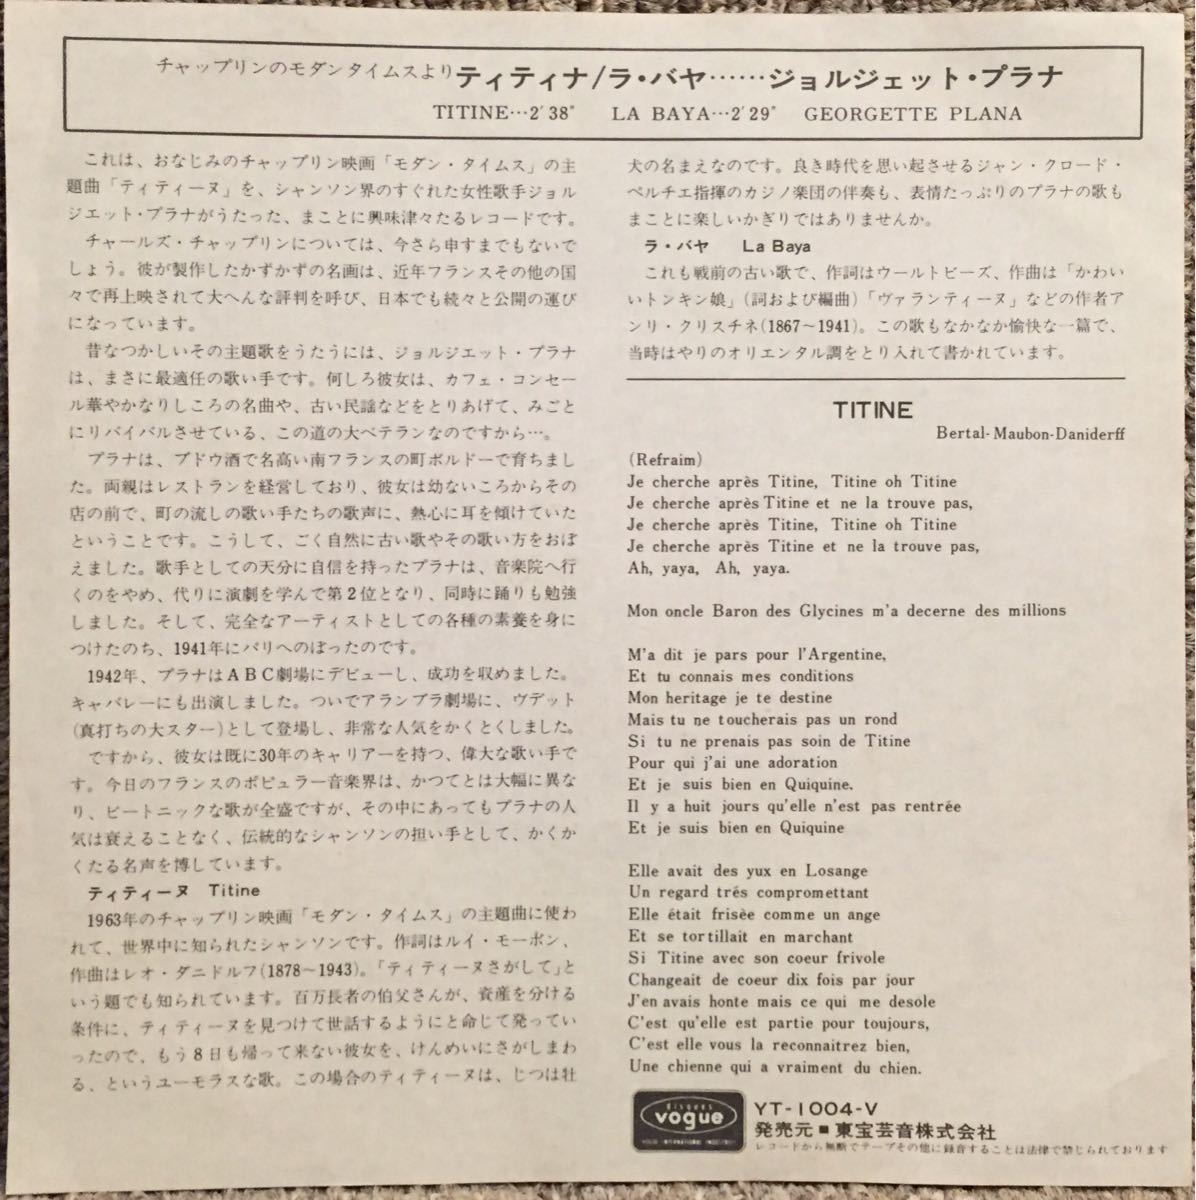 チャップリンのモダンタイムスより ティティナ/ラ・バヤ……ジョルジェット・プラナ
TITINE…2′38″ LA BAYA…2′29″ GEORGETTE PLANA
これは、おなじみのチャップリン映画「モダン・タイムス」の主
題曲「ティティーヌ」を、シャンソン界のすぐれた女性歌手ジョル
ジエット・プラナがうたった、まことに興味津々たるレコードです。
チャールズ・チャップリンについては、今さら申すまでもないで
しょう。彼が製作したかずかずの名画は、近年フランスその他の国
々で再上映されて大へんな評判を呼び、日本でも続々と公開の運び
になっています。
昔なつかしいその主題歌をうたうには、ジョルジエット・プラナ
は、まさに最適任の歌い手です。何しろ彼女は、カフェ・コンセー
ル華やかなりしころの名曲や、古い民謡などをとりあげて、みごと
にリバイバルさせている、この道の大ベテランなのですから…。
プラナは、ブドウ酒で名高い南フランスの町ボルドーで育ちまし
た。両親はレストランを経営しており、彼女は幼ないころからその
店の前で、町の流しの歌い手たちの歌声に、熱心に耳を傾けていた
ということです。こうして、ごく自然に古い歌やその歌い方をおぼ
えました。歌手としての天分に自信を持ったプラナは、音楽院へ行
くのをやめ、代りに演劇を学んで第2位となり、同時に踊りも勉強
しました。そして、完全なアーティストとしての各種の素養を身に
つけたのち、1941年にパリへのぼったのです。
1942年、プラナはABC劇場にデビューし、成功を収めました。
キャバレーにも出演しました。ついでアランブラ劇場に、ヴデット
(真打ちの大スター)として登場し、非常な人気をかくとくしました。
ですから、彼女は既に30年のキャリアーを持つ、偉大な歌い手で
す。今日のフランスのポピュラー音楽界は、かつてとは大幅に異な
り、ビートニックな歌が全盛ですが、その中にあってもプラナの人
気は衰えることなく、伝統的なシャンソンの担い手として、かくか
くたる名声を博しています。
ティティーヌ Titine
1963年のチャップリン映画「モダン・タイムス」の主題曲に使わ
れて、世界中に知られたシャンソンです。作詞はルイ・モーボン、
作曲はレオ・ダニドルフ(1878〜1943)。「ティティーヌさがして」と
いう題でも知られています。百万長者の伯父さんが、資産を分ける
条件に、ティティーヌを見つけて世話するようにと命じて発ってい
ったので、もう8日も帰って来ない彼女を、けんめいにさがしまわ
る、というユーモラスな歌。この場合のティティーヌは、じつは牡
犬の名まえなのです。良き時代を思い起させるジャン・クロード・
ペルチエ指揮のカジノ楽団の伴奏も、表情たっぷりのプラナの歌も
まことに楽しいかぎりではありませんか。
ラ・バヤ La Baya
これも戦前の古い歌で、作詞はウールトビーズ、作曲は「かわい
いトンキン娘」(詞および編曲)「ヴァランティーヌ」などの作者ア
ンリ・クリスチネ(1867〜1941)。この歌もなかなか愉快な一篇で、
当時はやりのオリエンタル調をとり入れて書かれています。
TITINE
Bertal-Maubon-Daniderff
(Refraim)
Je cherche après Titine, Titine oh Titine
Je cherche après Titine et ne la trouve pas,
Je cherche après Titine, Titine oh Titine
Je cherche après Titine et ne la trouve pas,
Ah, yaya, Ah, yaya.
Mon oncle Baron des Glycines m'a decerne des millions
M'a dit je pars pour l'Argentine,
Et tu connais mes conditions
Mon heritage je te destine
Mais tu ne toucherais pas un rond
Si tu ne prenais pas soin de Titine
Pour qui j'ai une adoration
Et je suis bien en Quiquine.
Il y a huit jours qu'elle n'est pas rentrée
Et je suis bien en Quiquine
Elle avait des yux en Losange
Un regard trés compromettant
Elle était frisèe comme un ange
Et se tortillait en marchant
Si Titine avec son coeur frivole
Changeait de coeur dix fois par jour
J'en avais honte mais ce qui me desole
C'est qu'elle est partie pour toujours,
C'est elle vous la reconnaitrez bien,
Une chienne qui a vraiment du chien.
disques
vogue
YT-1004-V
発売元■東宝芸音株式会社
レコードから無断でテープその他に録音することは法律で禁じられております